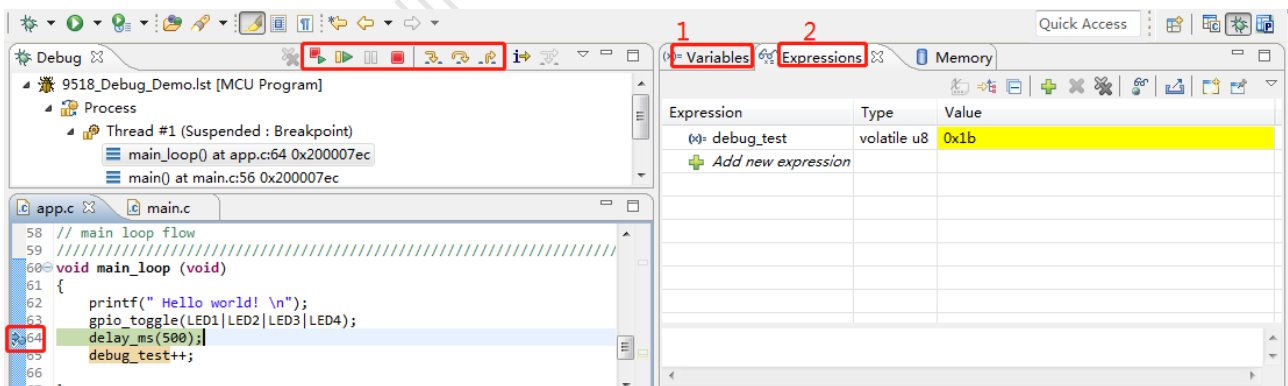 Quick Access
1
2
Debug
9518_Debug_Demo.lst [MCU Program]
Process
Thread #1 (Suspended : Breakpoint)
main_loop() at app.c:64 0x200007ec
main() at main.c:56 0x200007ec
(x)= Variables
Expressions
Memory
Expression Type Value
(x)= debug_test volatile u8 0x1b
Add new expression
app.c
main.c
58 // main loop flow
59 //////////////////////////////////////////////////////////////////////
60 void main_loop (void)
61 {
62 printf(" Hello world! \n");
63 gpio_toggle(LED1|LED2|LED3|LED4);
64 delay_ms(500);
65 debug_test++;
66